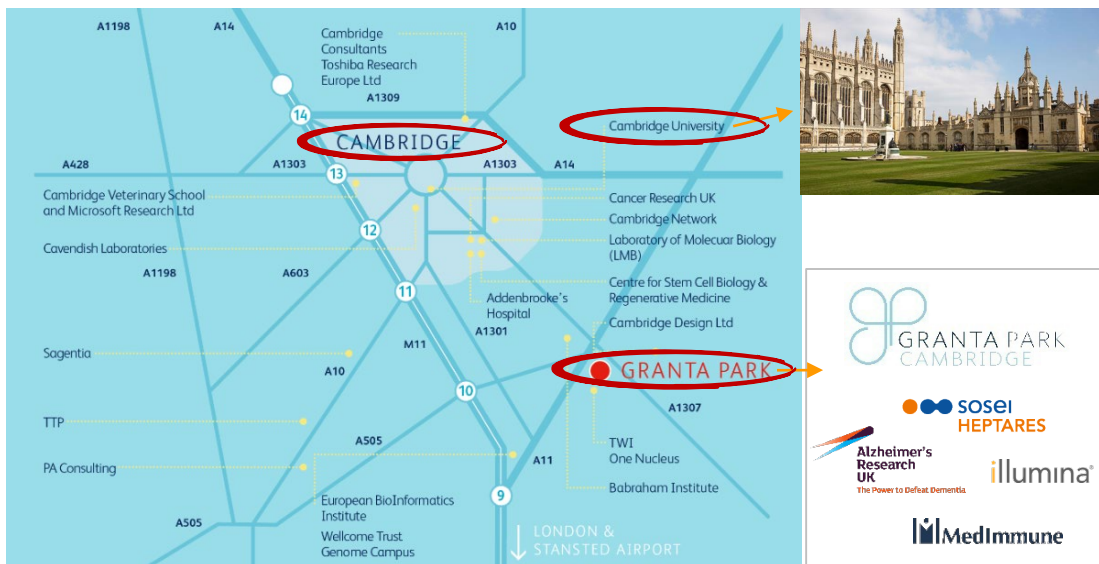 A1198
A14
Cambridge
Consultants
Toshiba Research
Europe Ltd
A10
A1309
14
CAMBRIDGE
Cambridge University
A428
A1303
13
A1303
A14
Cambridge Veterinary School
and Microsoft Research Ltd
Cancer Research UK
Cambridge Network
12
Cavendish Laboratories
Laboratory of Molecuar Biology
(LMB)
A1198
A603
11
Addenbrooke's
Hospital
Centre for Stem Cell Biology &
Regenerative Medicine
Cambridge Design Ltd
A1301
M11
Sagentia
A10
GRANTA PARK
10
A1307
TTP
A505
TWI
One Nucleus
PA Consulting
A11
Babraham Institute
9
European BioInformatics
Institute
Wellcome Trust
Genome Campus
A505
LONDON &
STANSTED AIRPORT
GRANTA PARK
CAMBRIDGE
sosei
HEPTARES
Alzheimer's
Research
UK
The Power to Defeat Dementia
illumina®
MedImmune